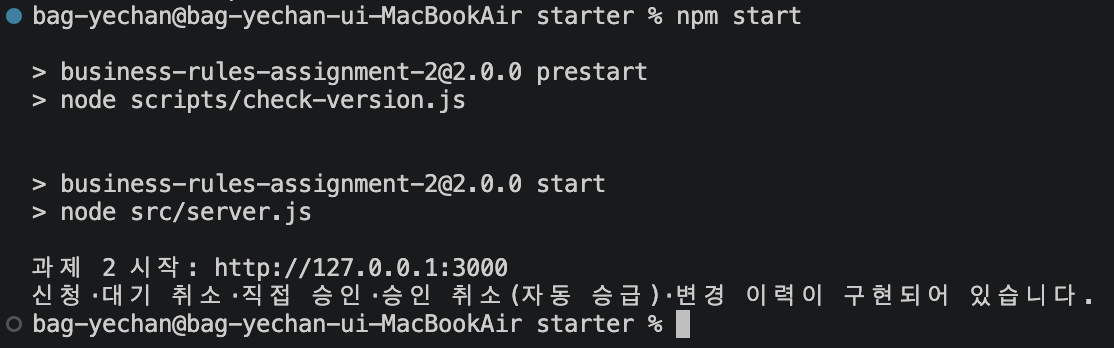 bag-yechan@bag-yechan-ui-MacBookAir starter % npm start
> business-rules-assignment-2@2.0.0 prestart
> node scripts/check-version.js
> business-rules-assignment-2@2.0.0 start
> node src/server.js
과제 2 시작: http://127.0.0.1:3000
신청·대기 취소·직접 승인·승인 취소(자동 승급)·변경 이력이 구현되어 있습니다.
bag-yechan@bag-yechan-ui-MacBookAir starter %